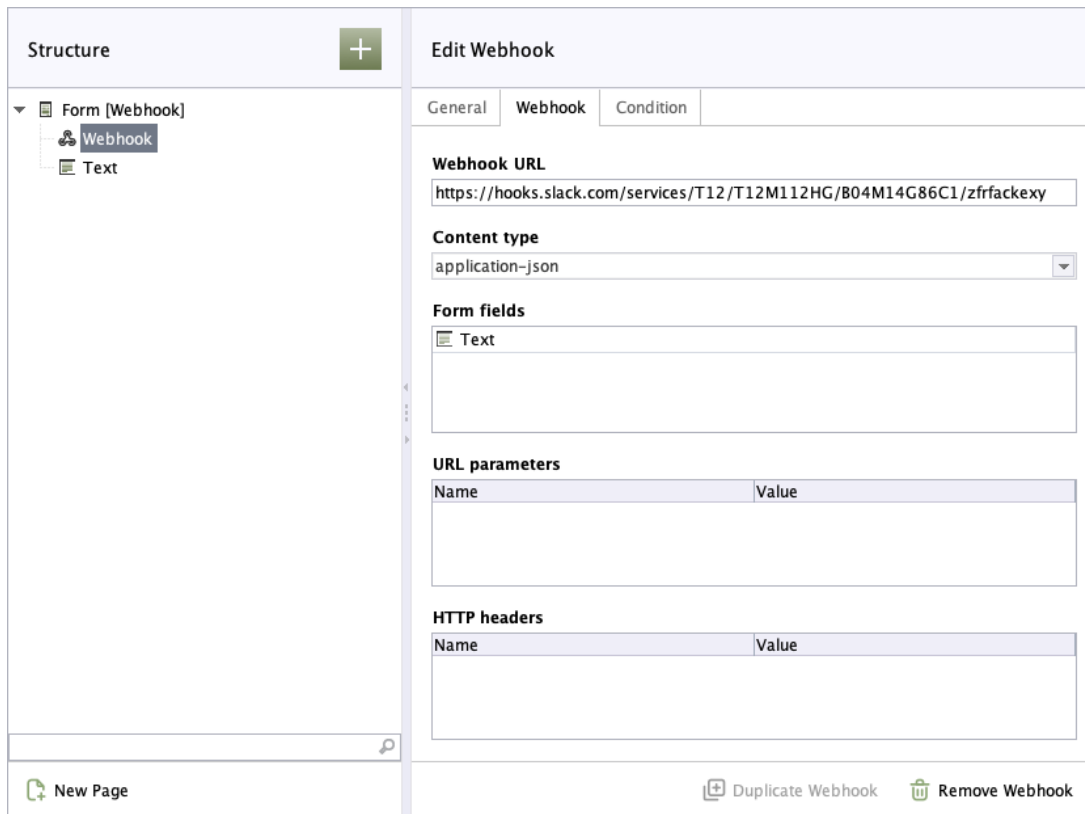 Structure
Edit Webhook
Form [Webhook]
Webhook
Text
General Webhook Condition
Webhook URL
https://hooks.slack.com/services/T12/T12M112HG/B04M14G86C1/zfrfackexy
Content type
application-json
Form fields
Text
URL parameters
Name Value
HTTP headers
Name Value
New Page
Duplicate Webhook Remove Webhook